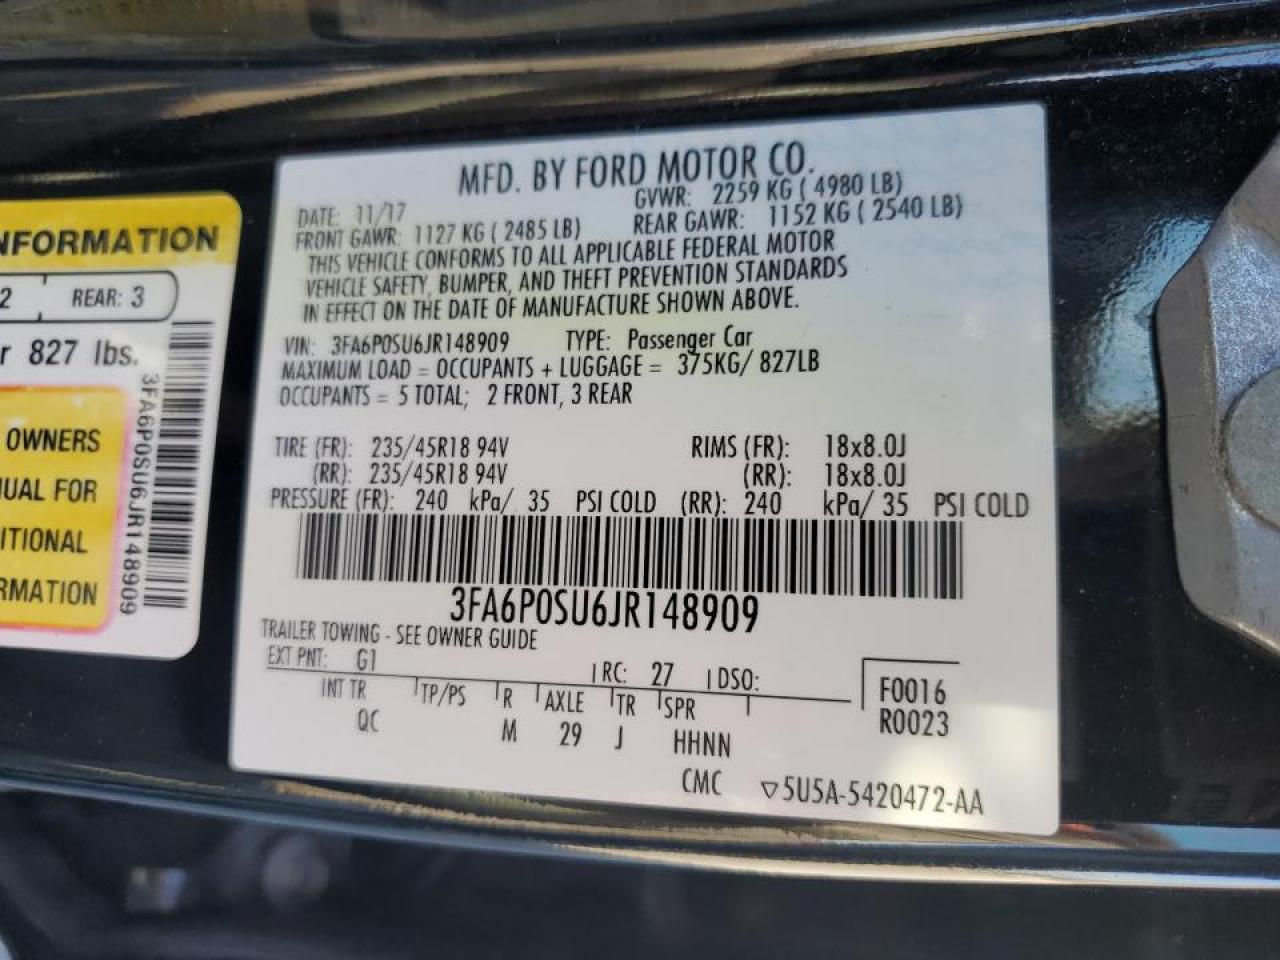 NFORMATION
2 REAR: 3
r 827 lbs.
3FA6P0SU6JR148909
OWNERS
UAL FOR
ITIONAL
RMATION
MFD. BY FORD MOTOR CO.
DATE: 11/17 GVWR: 2259 KG ( 4980 LB)
FRONT GAWR: 1127 KG ( 2485 LB) REAR GAWR: 1152 KG ( 2540 LB)
THIS VEHICLE CONFORMS TO ALL APPLICABLE FEDERAL MOTOR
VEHICLE SAFETY, BUMPER, AND THEFT PREVENTION STANDARDS
IN EFFECT ON THE DATE OF MANUFACTURE SHOWN ABOVE.
VIN: 3FA6P0SU6JR148909 TYPE: Passenger Car
MAXIMUM LOAD = OCCUPANTS + LUGGAGE = 375KG/ 827LB
OCCUPANTS = 5 TOTAL; 2 FRONT, 3 REAR
TIRE (FR): 235/45R18 94V RIMS (FR): 18x8.0J
(RR): 235/45R18 94V (RR): 18x8.0J
PRESSURE (FR): 240 kPa/ 35 PSI COLD (RR): 240 kPa/ 35 PSI COLD
3FA6P0SU6JR148909
TRAILER TOWING - SEE OWNER GUIDE
EXT PNT: G1 RC: 27 DSO:
INT TR TP/PS R AXLE TR SPR F0016
QC M 29 J HHNN R0023
CMC ▽5U5A-5420472-AA